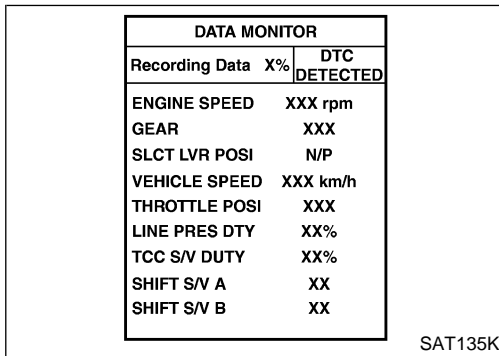 DATA MONITOR
Recording Data X% DTC DETECTED
ENGINE SPEED XXX rpm
GEAR XXX
SLCT LVR POSI N/P
VEHICLE SPEED XXX km/h
THROTTLE POSI XXX
LINE PRES DTY XX%
TCC S/V DUTY XX%
SHIFT S/V A XX
SHIFT S/V B XX
SAT135K